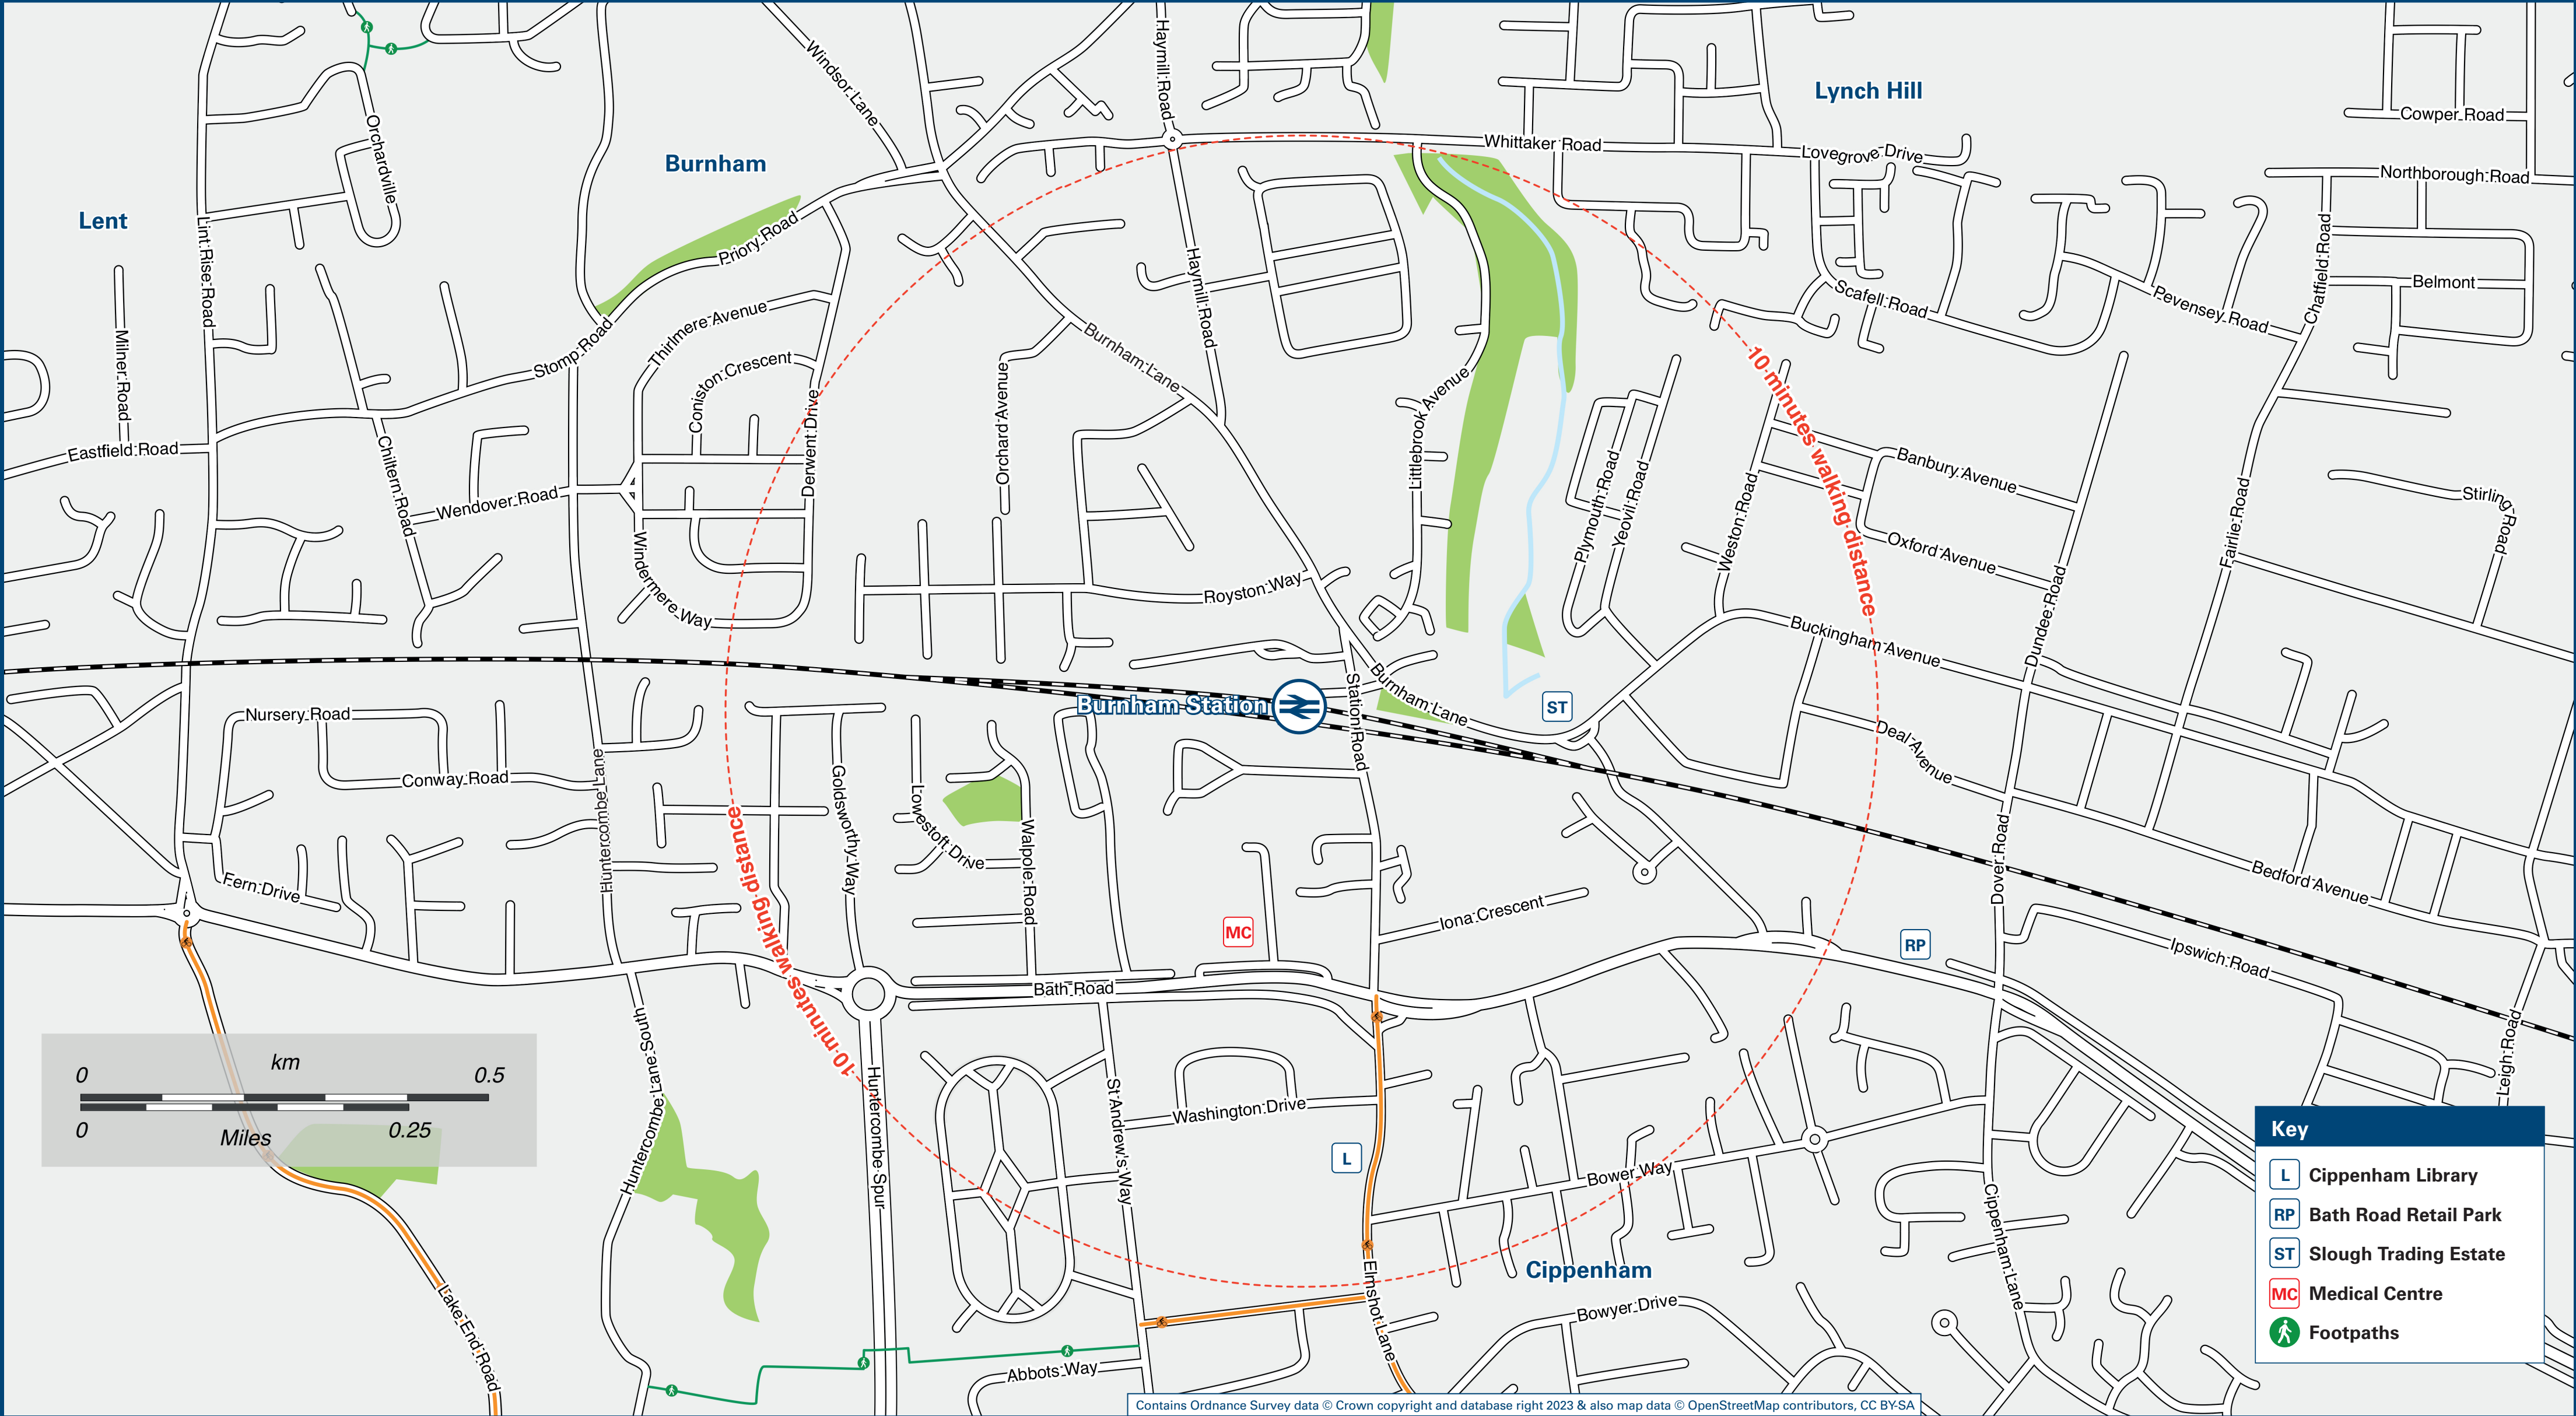 Windsor Lane
Haymill Road
Lynch Hill
Cowper Road
Burnham
Orchardville
Whittaker Road
Lovegrove Drive
Northborough Road
Lent
Lint Rise Road
Priory Road
Haymill Road
Chatfield Road
Belmont
Scafell Road
Pevensey Road
Milner Road
Stomp Road
Thirlmere Avenue
Coniston Crescent
Burnham Lane
10 minutes walking distance
Derwent Drive
Orchard Avenue
Littlebrook Avenue
Eastfield Road
Chiltern Road
Wendover Road
Plymouth Road
Yeovil Road
Weston Road
Banbury Avenue
Oxford Avenue
Fairlie Road
Stirling Road
Windermere Way
Royston Way
Buckingham Avenue
Dundee Road
Burnham Station
Station Road
Burnham Lane
ST
Nursery Road
Conway Road
Huntercombe Lane
Goldsworthy Way
Lowestoft Drive
Walpole Road
Deal Avenue
Dover Road
Bedford Avenue
Fern Drive
10 minutes walking distance
MC
Iona Crescent
RP
Ipswich Road
Bath Road
Leigh Road
km
0
0.5
0
Miles
0.25
Huntercombe Lane South
Huntercombe Spur
St Andrew's Way
Washington Drive
L
Bower Way
Cippenham Lane
Cippenham
Lake End Road
Elmshot Lane
Bowyer Drive
Abbots Way
Key
L Cippenham Library
RP Bath Road Retail Park
ST Slough Trading Estate
MC Medical Centre
Footpaths
Contains Ordnance Survey data © Crown copyright and database right 2023 & also map data © OpenStreetMap contributors, CC BY-SA